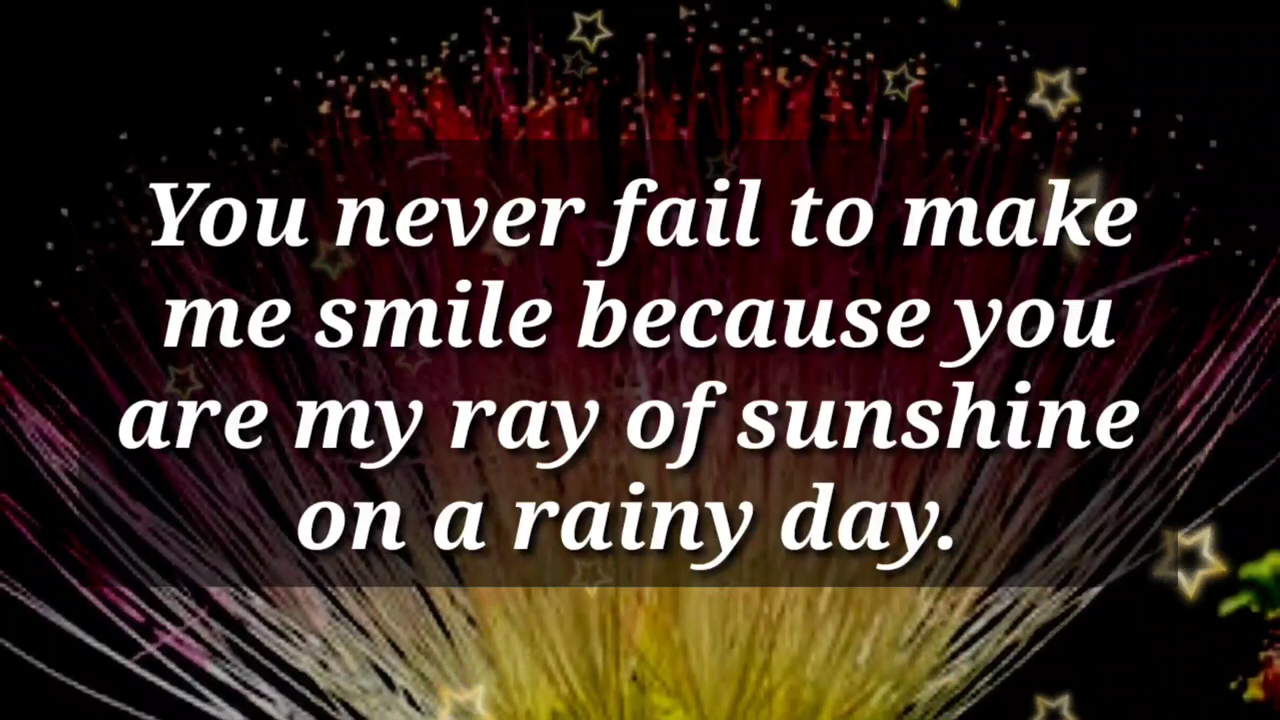 You never fail to make
me smile because you
are my ray of sunshine
on a rainy day.